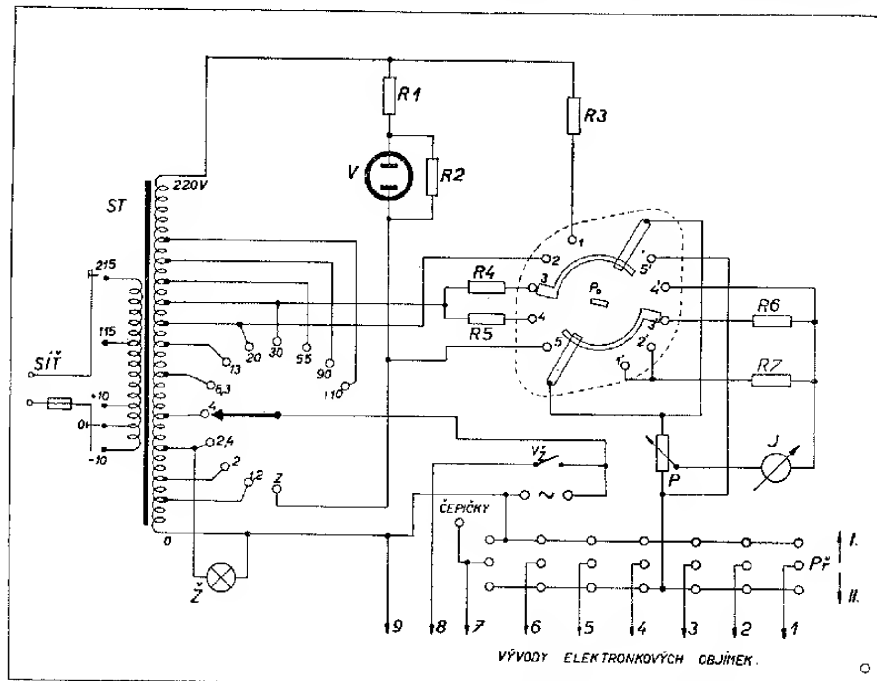 R1
R3
220V
V
R2
ST
1
2
5'
215
R4
3
P₀
4'
R6
R5
4
3'
115
20
30
55
5
2'
SÍŤ
13
90
1'
R7
6,3
110
+10
4
0
-10
2,4
VŽ
P
J
2
1,2
Z
~
ČEPIČKY
0
I.
PŘ
Ž
II.
9 8 7 6 5 4 3 2 1
VÝVODY ELEKTRONKOVÝCH OBJÍMEK.